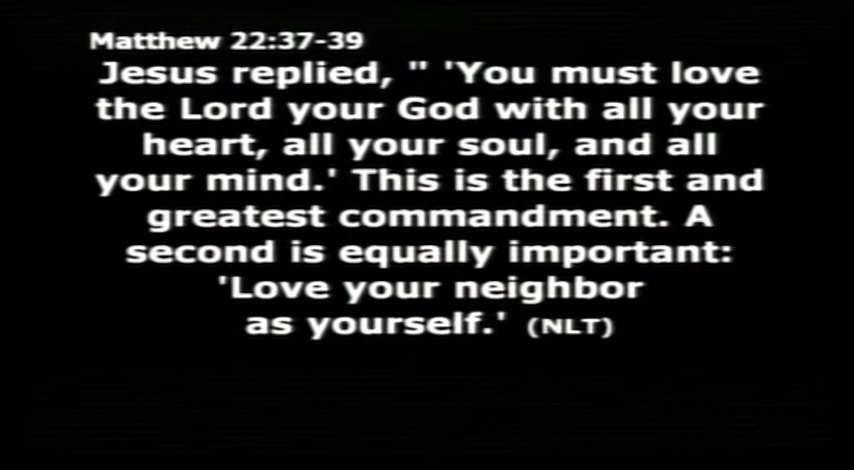 Matthew 22:37-39
Jesus replied, " 'You must love
the Lord your God with all your
heart, all your soul, and all
your mind.' This is the first and
greatest commandment. A
second is equally important:
'Love your neighbor
as yourself.' (NLT)